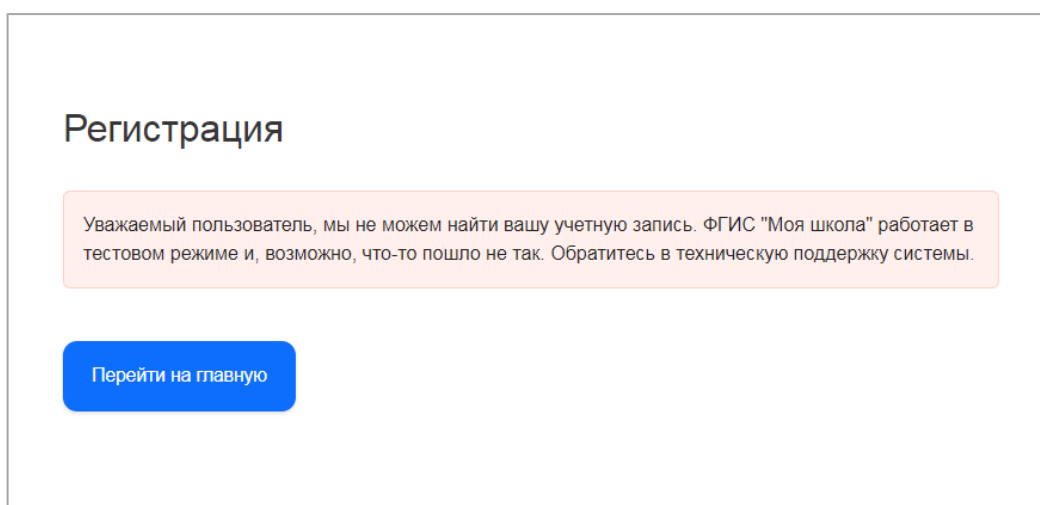 Регистрация
Уважаемый пользователь, мы не можем найти вашу учетную запись. ФГИС "Моя школа" работает в
тестовом режиме и, возможно, что-то пошло не так. Обратитесь в техническую поддержку системы.
Перейти на главную